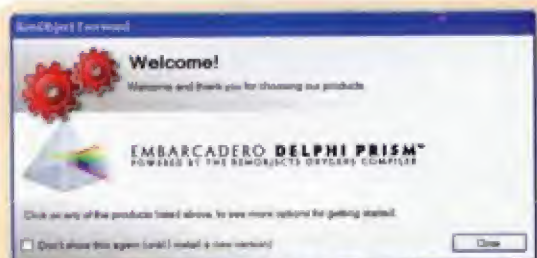 RemObject Everwood
Welcome!
Welcome and thank you for choosing our products.
EMBARCADERO DELPHI PRISM™
POWERED BY THE REMOBJECTS OXYGENE COMPILER
Click on any of the products listed above, to see more options for getting started.
Don't show this again (until I install a new version)
Close